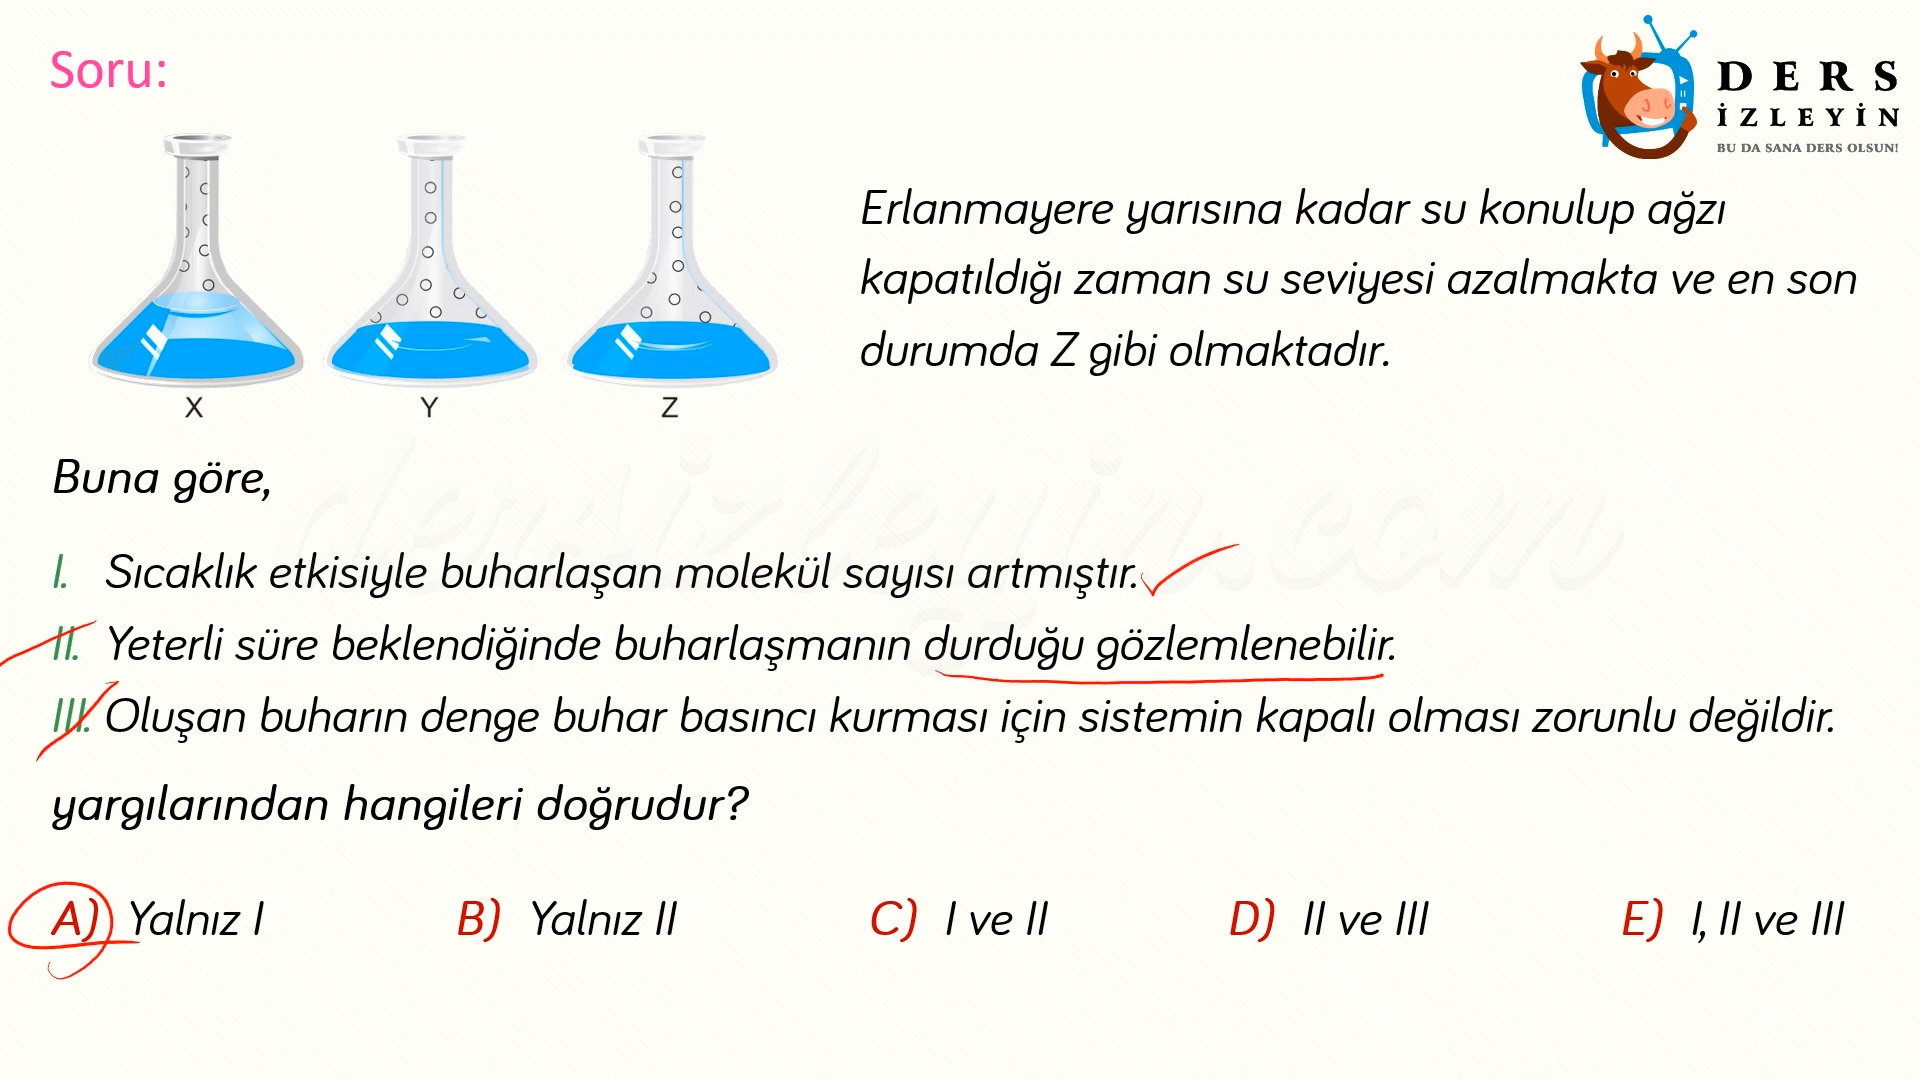 Soru:
DERS
İZLEYİN
BU DA SANA DERS OLSUN!
X
Y
Z
Erlanmayere yarısına kadar su konulup ağzı
kapatıldığı zaman su seviyesi azalmakta ve en son
durumda Z gibi olmaktadır.
dersizleyin.com
Buna göre,
I. Sıcaklık etkisiyle buharlaşan molekül sayısı artmıştır.
II. Yeterli süre beklendiğinde buharlaşmanın durduğu gözlemlenebilir.
III. Oluşan buharın denge buhar basıncı kurması için sistemin kapalı olması zorunlu değildir.
yargılarından hangileri doğrudur?
A) Yalnız I
B) Yalnız II
C) I ve II
D) II ve III
E) I, II ve III